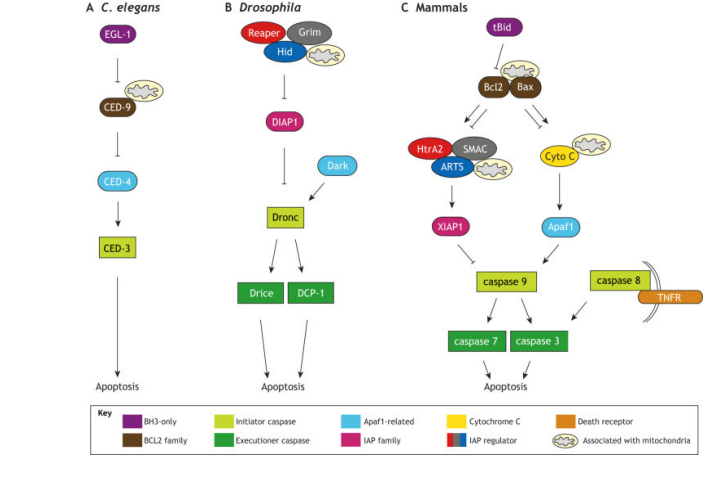 A C. elegans
B Drosophila
C Mammals
EGL-1
CED-9
CED-4
CED-3
Apoptosis
Reaper
Grim
Hid
DIAP1
Dark
Dronc
Drice
DCP-1
Apoptosis
tBid
Bcl2
Bax
HtrA2
SMAC
ARTS
Cyto C
XIAP1
Apaf1
caspase 9
caspase 8
TNFR
caspase 7
caspase 3
Apoptosis
Key
BH3-only
Initiator caspase
Apaf1-related
Cytochrome C
Death receptor
BCL2 family
Executioner caspase
IAP family
IAP regulator
Associated with mitochondria